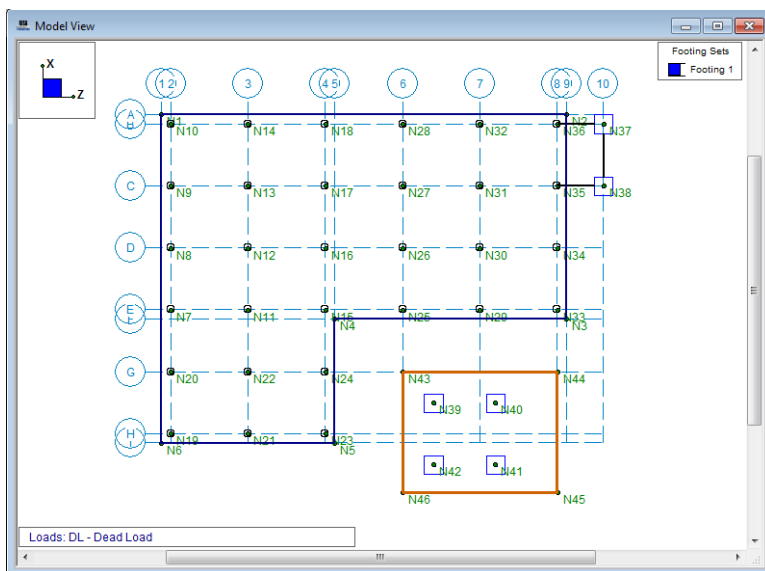 Model View
X
Z
Footing Sets
Footing 1
1 2 3 4 5 6 7 8 9 10
A N1 N2
B N10 N14 N18 N28 N32 N36 N37
C N9 N13 N17 N27 N31 N35 N38
D N8 N12 N16 N26 N30 N34
E N7 N11 N15 N25 N29 N33
N4 N3
G N20 N22 N24 N43 N44
N39 N40
H N19 N21 N23
N6 N5
N42 N41
N46 N45
Loads: DL - Dead Load